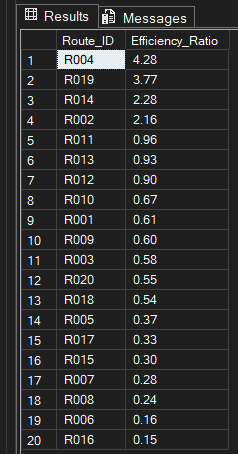 Results Messages
Route_ID Efficiency_Ratio
1 R004 4.28
2 R019 3.77
3 R014 2.28
4 R002 2.16
5 R011 0.96
6 R013 0.93
7 R012 0.90
8 R010 0.67
9 R001 0.61
10 R009 0.60
11 R003 0.58
12 R020 0.55
13 R018 0.54
14 R005 0.37
15 R017 0.33
16 R015 0.30
17 R007 0.28
18 R008 0.24
19 R006 0.16
20 R016 0.15